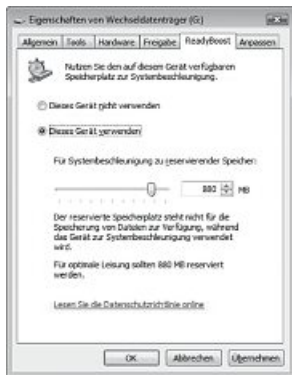 Eigenschaften von Wechseldatenträger (G:)
Allgemein Tools Hardware Freigabe ReadyBoost Anpassen
Nutzen Sie den auf diesem Gerät verfügbaren
Speicherplatz zur Systembeschleunigung.
Dieses Gerät nicht verwenden
Dieses Gerät verwenden
Für Systembeschleunigung zu reservierender Speicher:
880 MB
Der reservierte Speicherplatz steht nicht für die
Speicherung von Dateien zur Verfügung, während
das Gerät zur Systembeschleunigung verwendet
wird.
Für optimale Leisung sollten 880 MB reserviert
werden.
Lesen Sie die Datenschutzrichtlinie online
OK Abbrechen Übernehmen